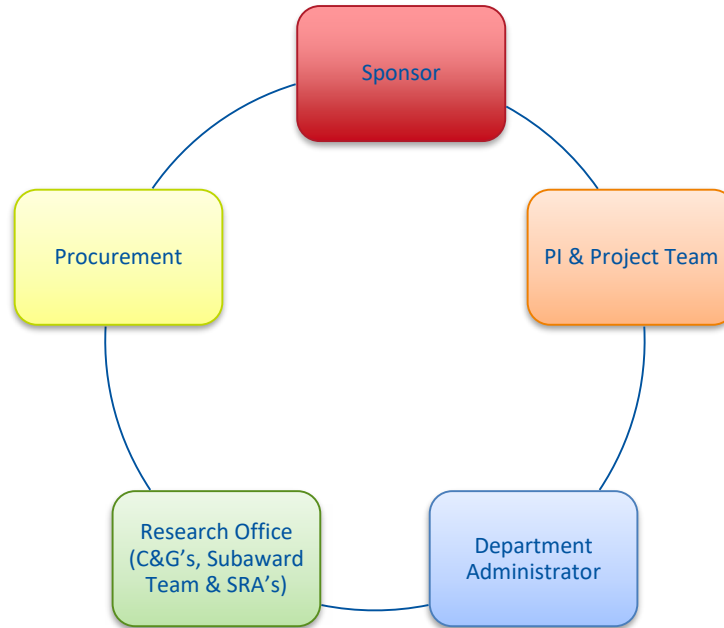 Sponsor
PI & Project Team
Department
Administrator
Research Office
(C&G’s, Subaward
Team & SRA’s)
Procurement